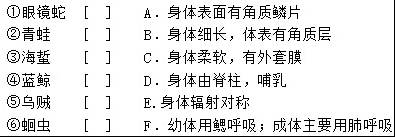 ①眼镜蛇 [ ] A．身体表面有角质鳞片
②青蛙 [ ] B．身体细长，体表有角质层
③海蜇 [ ] C．身体柔软，有外套膜
④蓝鲸 [ ] D．身体由脊柱，哺乳
⑤乌贼 [ ] E.身体辐射对称
⑥蛔虫 [ ] F．幼体用鳃呼吸；成体主要用肺呼吸